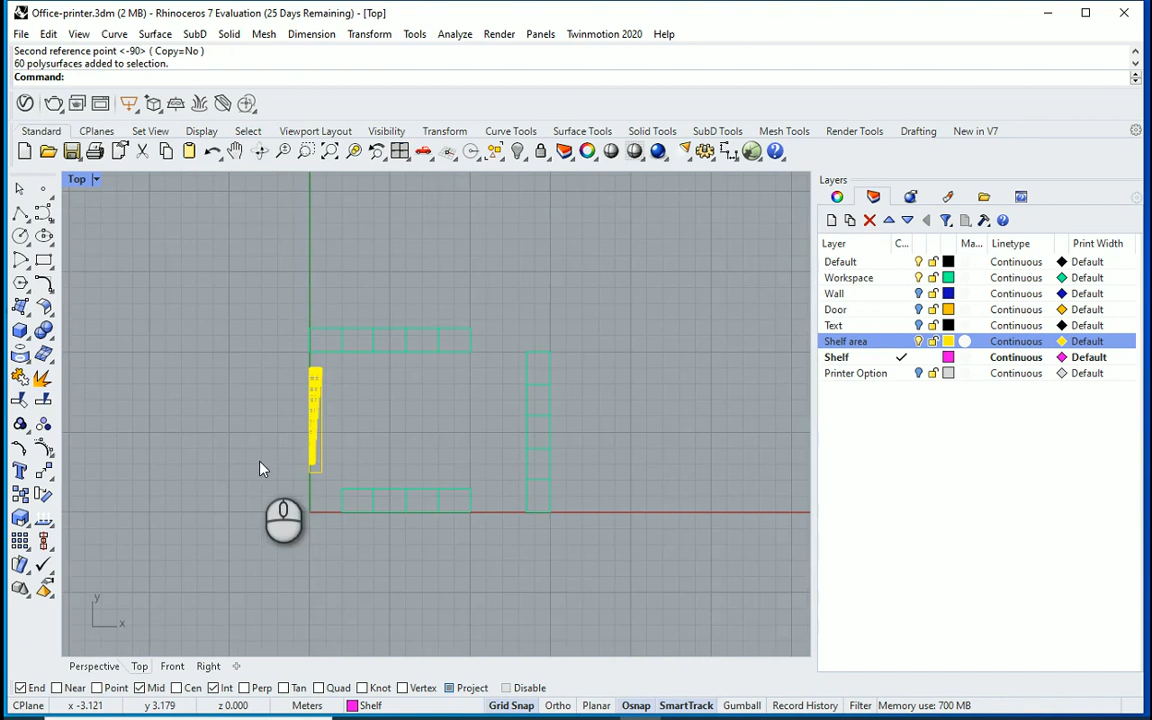 Office-printer.3dm (2 MB) - Rhinoceros 7 Evaluation (25 Days Remaining) - [Top]
File Edit View Curve Surface SubD Solid Mesh Dimension Transform Tools Analyze Render Panels Twinmotion 2020 Help
Second reference point <-90> ( Copy=No )
60 polysurfaces added to selection.
Command:
Standard CPlanes Set View Display Select Viewport Layout Visibility Transform Curve Tools Surface Tools Solid Tools SubD Tools Mesh Tools Render Tools Drafting New in V7
Top
Layers
Layer C... Ma... Linetype Print Width
Default Continuous Default
Workspace Continuous Default
Wall Continuous Default
Door Continuous Default
Text Continuous Default
Shelf area Continuous Default
Shelf Continuous Default
Printer Option Continuous Default
y
x
Perspective Top Front Right
End Near Point Mid Cen Int Perp Tan Quad Knot Vertex Project Disable
CPlane x -3.121 y 3.179 z 0.000 Meters Shelf Grid Snap Ortho Planar Osnap SmartTrack Gumball Record History Filter Memory use: 700 MB